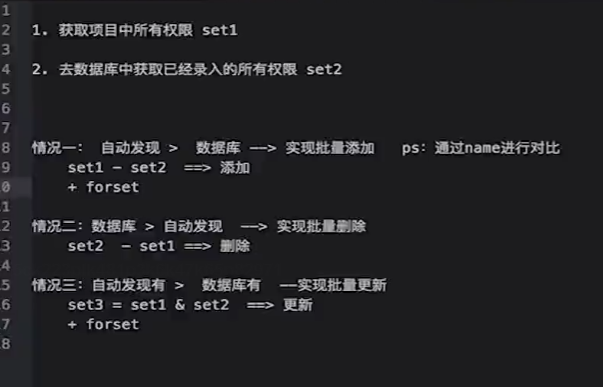 1
2 1. 获取项目中所有权限 set1
3
4 2. 去数据库中获取已经录入的所有权限 set2
5
6
7
8 情况一： 自动发现 > 数据库 --> 实现批量添加 ps: 通过name进行对比
9 set1 - set2 ==> 添加
0 + forset
1
2 情况二：数据库 > 自动发现 --> 实现批量删除
3 set2 - set1 ==> 删除
4
5 情况三：自动发现有 > 数据库有 --实现批量更新
6 set3 = set1 & set2 ==> 更新
7 + forset
8